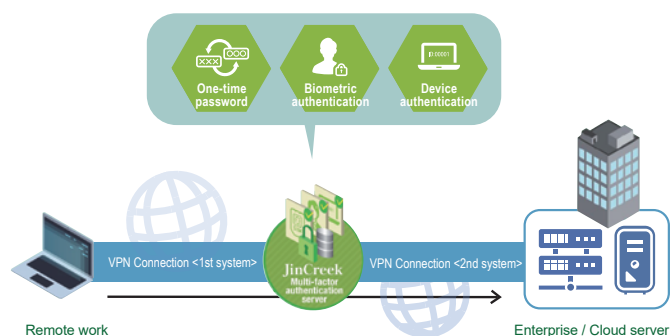 XXX
OOO
ID:00001
One-time
password
Biometric
authentication
Device
authentication
VPN Connection <1st system>
JinCreek
Multi-factor
authentication
server
VPN Connection <2nd system>
Remote work
Enterprise / Cloud server